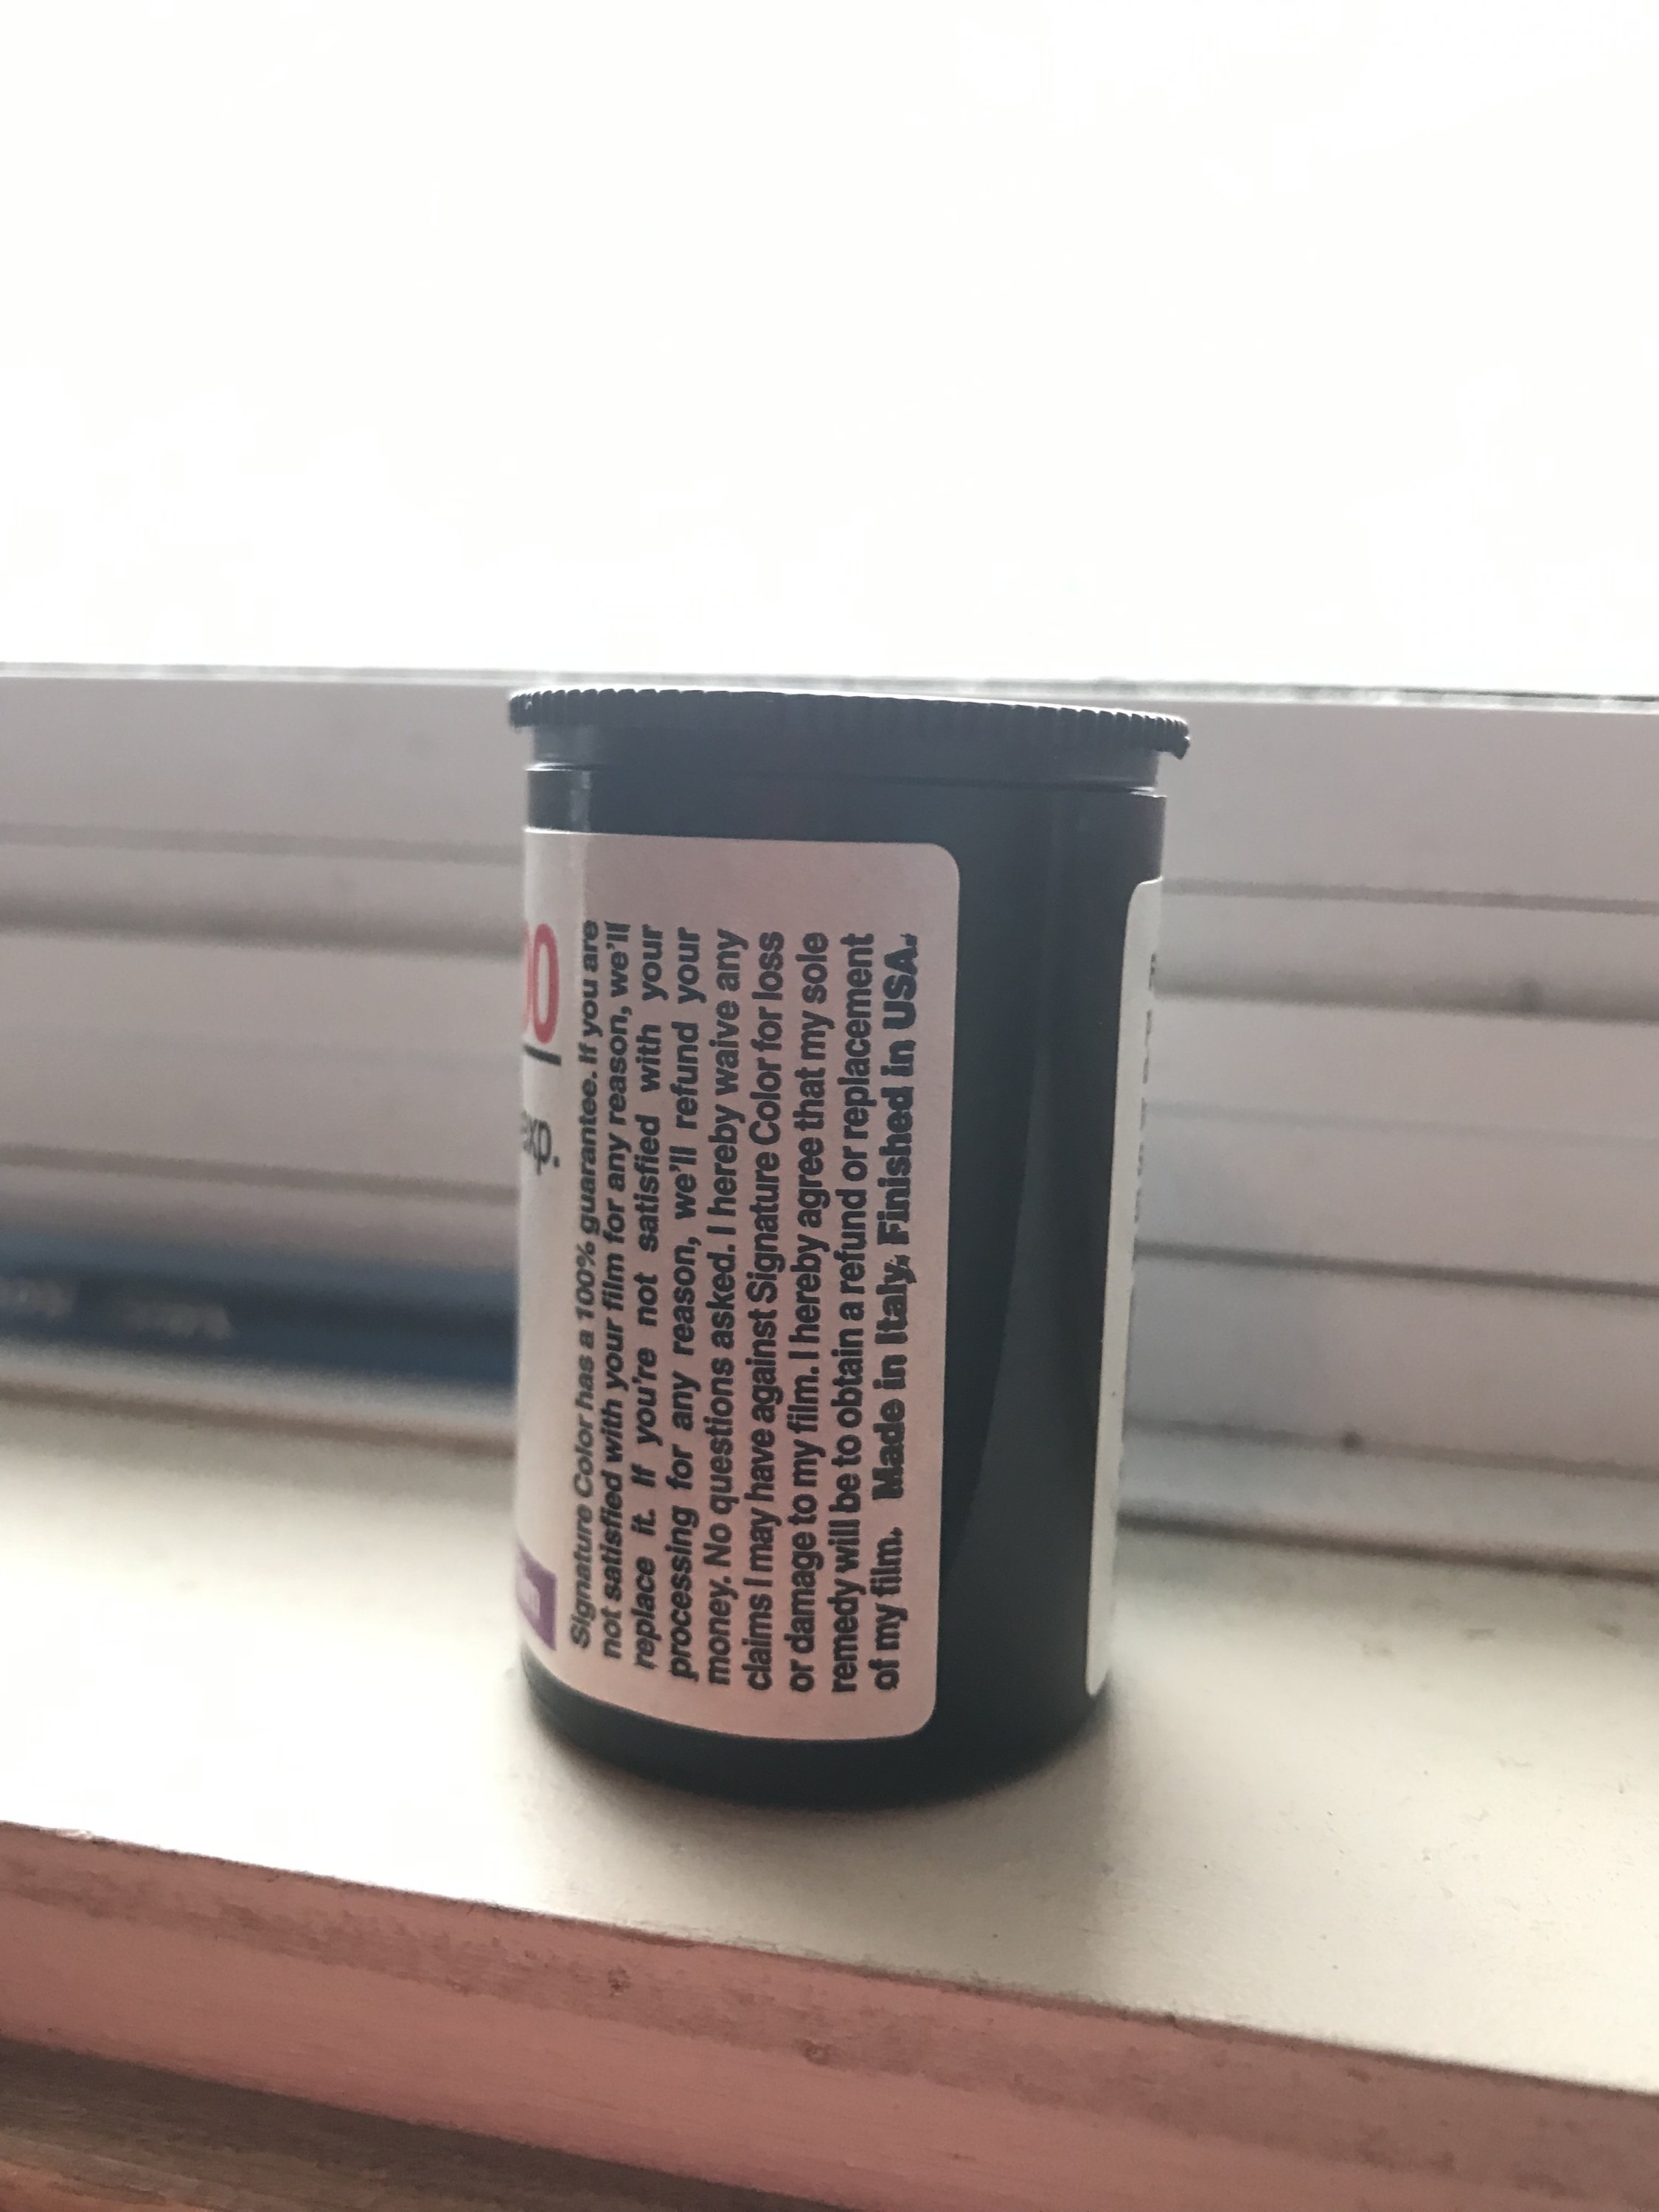 00
exp.
Signature Color has a 100% guarantee. If you are
not satisfied with your film for any reason, we'll
replace it. If you're not satisfied with your
processing for any reason, we'll refund your
money. No questions asked. I hereby waive any
claims I may have against Signature Color for loss
or damage to my film. I hereby agree that my sole
remedy will be to obtain a refund or replacement
of my film. Made in Italy. Finished in USA.